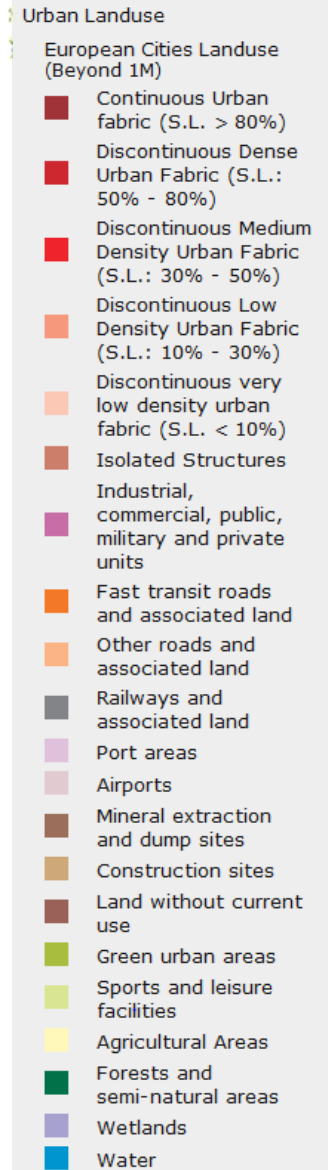 Urban Landuse
European Cities Landuse
(Beyond 1M)
Continuous Urban
fabric (S.L. > 80%)
Discontinuous Dense
Urban Fabric (S.L.:
50% - 80%)
Discontinuous Medium
Density Urban Fabric
(S.L.: 30% - 50%)
Discontinuous Low
Density Urban Fabric
(S.L.: 10% - 30%)
Discontinuous very
low density urban
fabric (S.L. < 10%)
Isolated Structures
Industrial,
commercial, public,
military and private
units
Fast transit roads
and associated land
Other roads and
associated land
Railways and
associated land
Port areas
Airports
Mineral extraction
and dump sites
Construction sites
Land without current
use
Green urban areas
Sports and leisure
facilities
Agricultural Areas
Forests and
semi-natural areas
Wetlands
Water